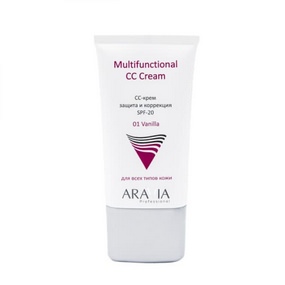 Multifunctional
CC Cream
CC-крем
защита и коррекция
SPF-20
01 Vanilla
для всех типов кожи
ARAVIA
Professional